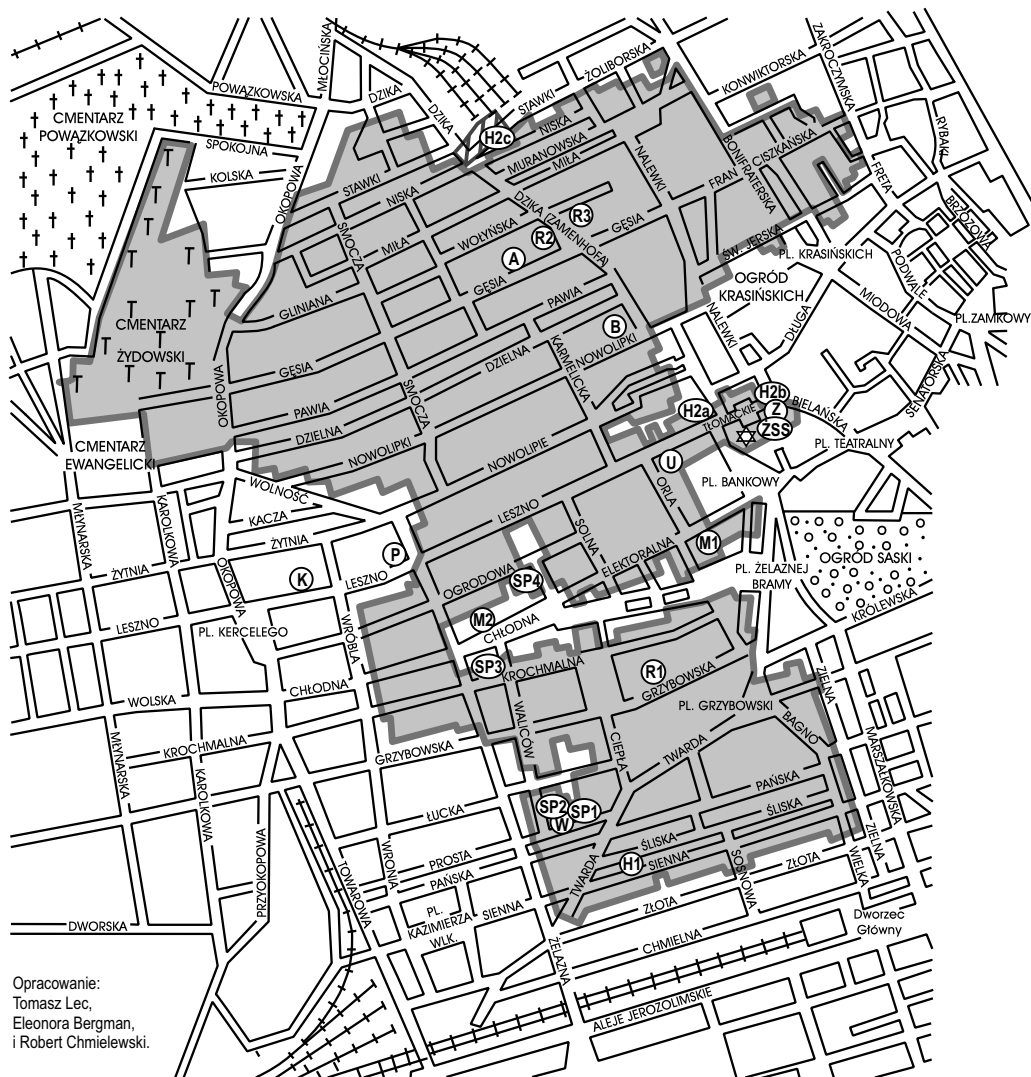 CMENTARZ
POWĄZKOWSKI
POWĄZKOWSKA
SPOKOJNA
KOLSKA
MŁOCIŃSKA
OKOPOWA
DZIKA
DZIKA
H2c
STAWKI
NISKA
MURANOWSKA
MIŁA
ŻOLIBORSKA
KONWIKTORSKA
ZAKROCZYMSKA
RYBAKI
BONIFRATERSKA
FRANCISZKAŃSKA
FRETA
BRZOZOWA
NALEWKI
STAWKI
NISKA
SMOCZA
MIŁA
WOŁYŃSKA
DZIKA (ZAMENHOFA)
R3
R2
A
GĘSIA
GĘSIA
ŚW. JERSKA
PL. KRASIŃSKICH
OGRÓD
KRASIŃSKICH
PODWALE
MIODOWA
PL.ZAMKOWY
GLINIANA
CMENTARZ
ŻYDOWSKI
PAWIA
B
NOWOLIPKI
DZIELNA
KARMELICKA
NALEWKI
DŁUGA
SENATORSKA
GĘSIA
OKOPOWA
PAWIA
DZIELNA
SMOCZA
NOWOLIPKI
NOWOLIPIE
H2a
TŁOMACKIE
H2b
Z
ŻSS
BIELAŃSKA
PL. TEATRALNY
CMENTARZ
EWANGELICKI
WOLNOŚĆ
KACZA
ŻYTNIA
ŻYTNIA
MŁYNARSKA
KAROLKOWA
LESZNO
U
ORLA
PL. BANKOWY
SOLNA
ELEKTORALNA
M1
P
K
LESZNO
OGRODOWA
SP4
PL. ŻELAZNEJ
BRAMY
OGRÓD SASKI
KRÓLEWSKA
OKOPOWA
LESZNO
PL. KERCELEGO
WRÓBLA
M2
CHŁODNA
SP3
KROCHMALNA
R1
GRZYBOWSKA
PL. GRZYBOWSKI
ZIELNA
CHŁODNA
WOLSKA
KROCHMALNA
GRZYBOWSKA
WALICÓW
CIEPŁA
TWARDA
BAGNO
MARSZAŁKOWSKA
MŁYNARSKA
KAROLKOWA
PRZYOKOPOWA
ŁUCKA
SP2
SP1
W
PAŃSKA
ŚLISKA
ŚLISKA
SIENNA
H1
TWARDA
SOSNOWA
ZŁOTA
WIELKA
ZIELNA
PROSTA
PAŃSKA
WRONIA
TOWAROWA
PL.
KAZIMIERZA
WLK.
SIENNA
ZŁOTA
CHMIELNA
ŻELAZNA
Dworzec
Główny
DWORSKA
ALEJE JEROZOLIMSKIE
Opracowanie:
Tomasz Lec,
Eleonora Bergman,
i Robert Chmielewski.